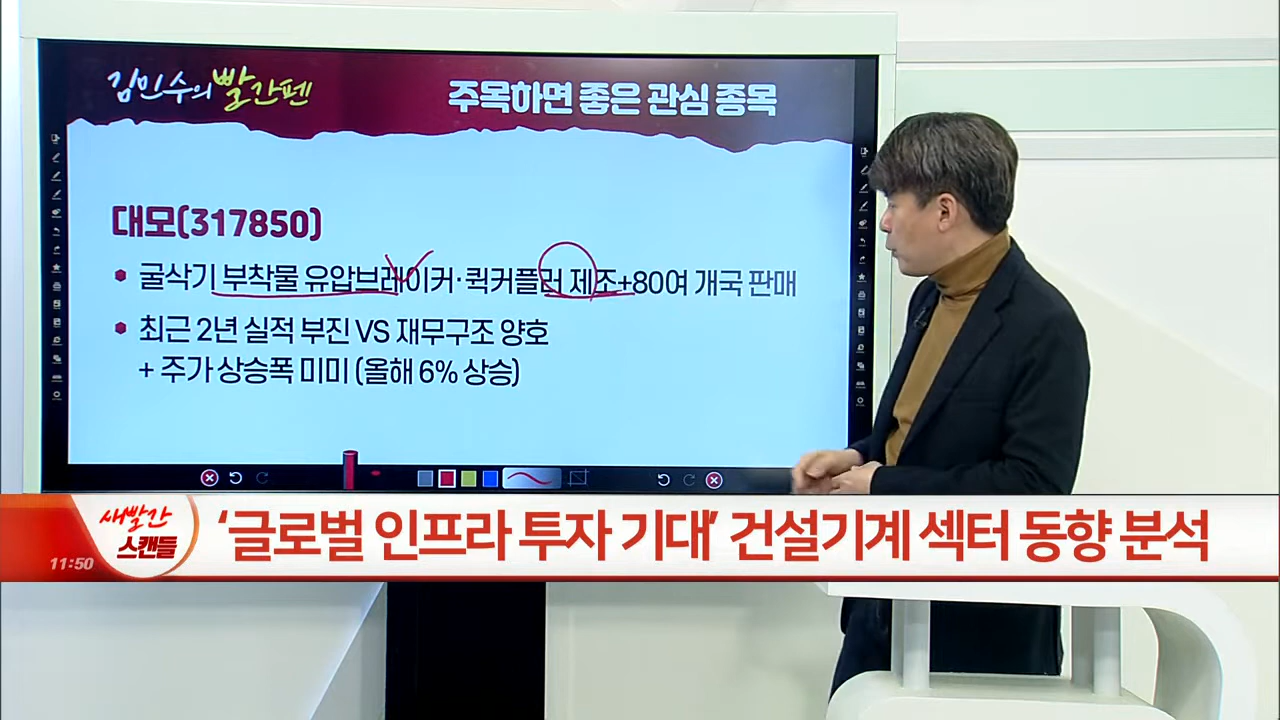 김민수의 빨간펜
주목하면 좋은 관심 종목
대모(317850)
굴삭기 부착물 유압브레이커·퀵커플러 제조+80여 개국 판매
최근 2년 실적 부진 VS 재무구조 양호
+ 주가 상승폭 미미 (올해 6% 상승)
새빨간
스캔들
11:50
‘글로벌 인프라 투자 기대’ 건설기계 섹터 동향 분석